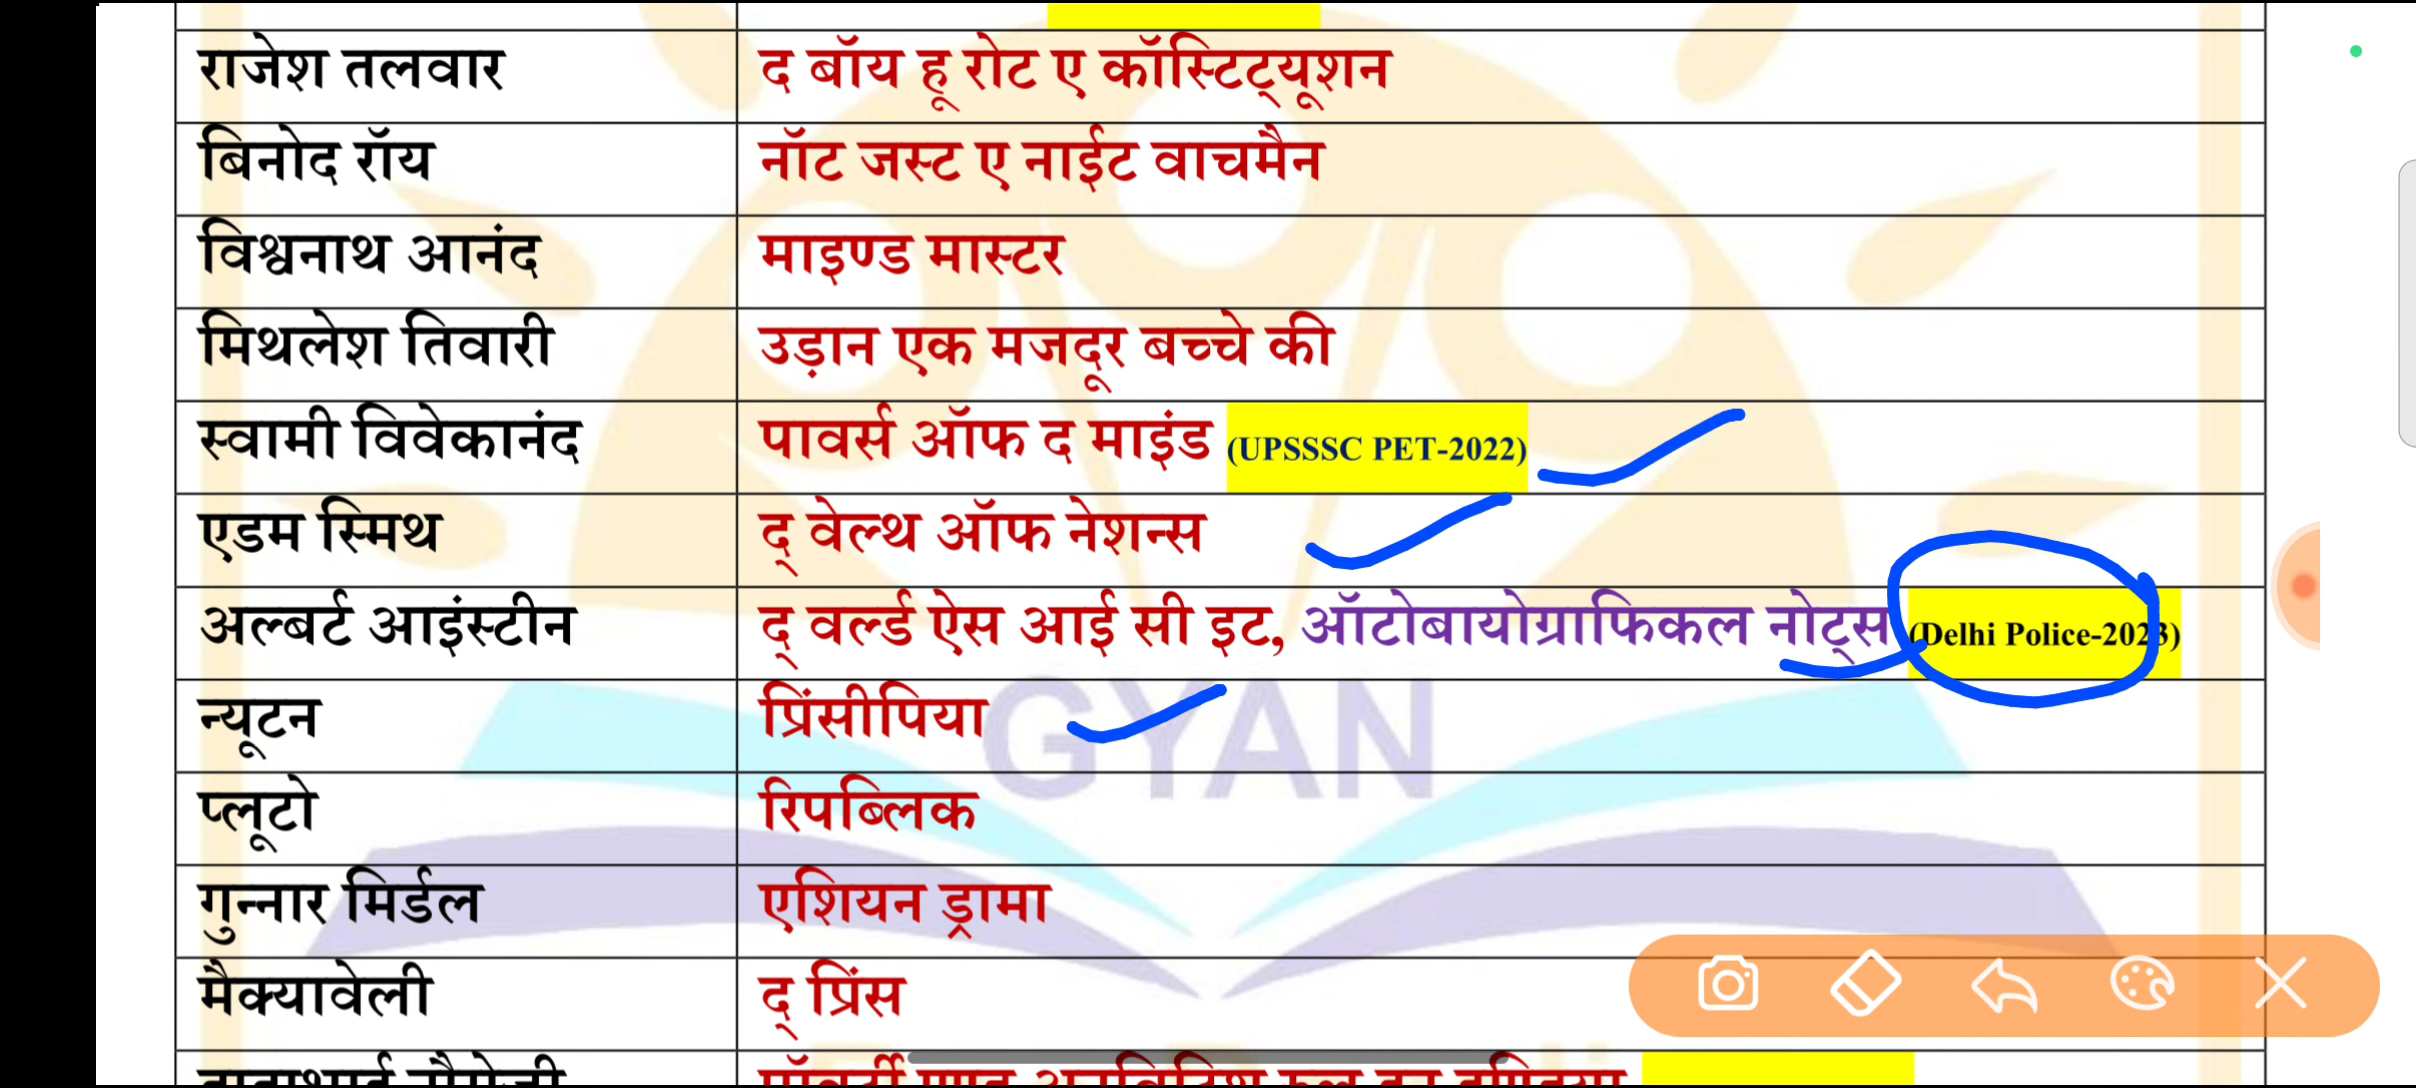 राजेश तलवार द बॉय हू रोट ए कॉस्टिट्यूशन
बिनोद रॉय नॉट जस्ट ए नाईट वाचमैन
विश्वनाथ आनंद माइण्ड मास्टर
मिथलेश तिवारी उड़ान एक मजदूर बच्चे की
स्वामी विवेकानंद पावर्स ऑफ द माइंड (UPSSSC PET-2022)
एडम स्मिथ द् वेल्थ ऑफ नेशन्स
अल्बर्ट आइंस्टीन द् वर्ल्ड ऐस आई सी इट, ऑटोबायोग्राफिकल नोट्स (Delhi Police-2023)
न्यूटन प्रिंसीपिया
GYAN
प्लूटो रिपब्लिक
गुन्नार मिर्डल एशियन ड्रामा
मैक्यावेली द् प्रिंस